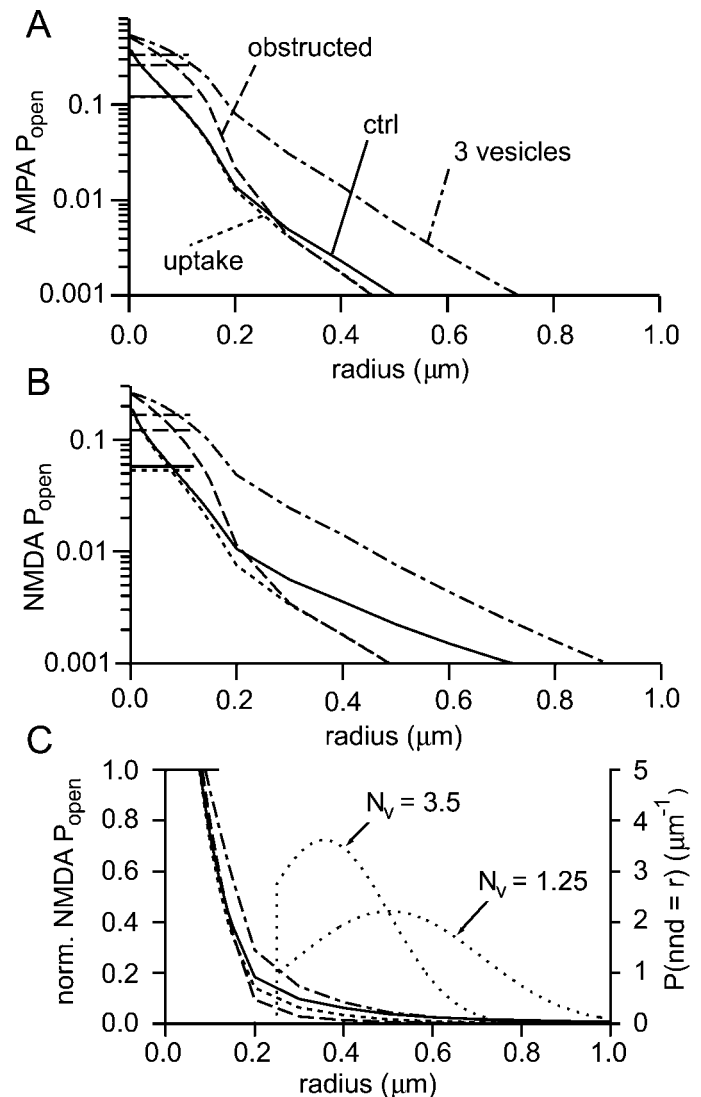 A
AMPA P_open
0.1
0.01
0.001
obstructed
ctrl
3 vesicles
uptake
0.0 0.2 0.4 0.6 0.8 1.0
radius (μm)
B
NMDA P_open
0.1
0.01
0.001
0.0 0.2 0.4 0.6 0.8 1.0
radius (μm)
C
norm. NMDA P_open
1.0
0.8
0.6
0.4
0.2
0.0
N_v = 3.5
N_v = 1.25
5
4
3
2
1
0
P(nnd = r) (μm⁻¹)
0.0 0.2 0.4 0.6 0.8 1.0
radius (μm)